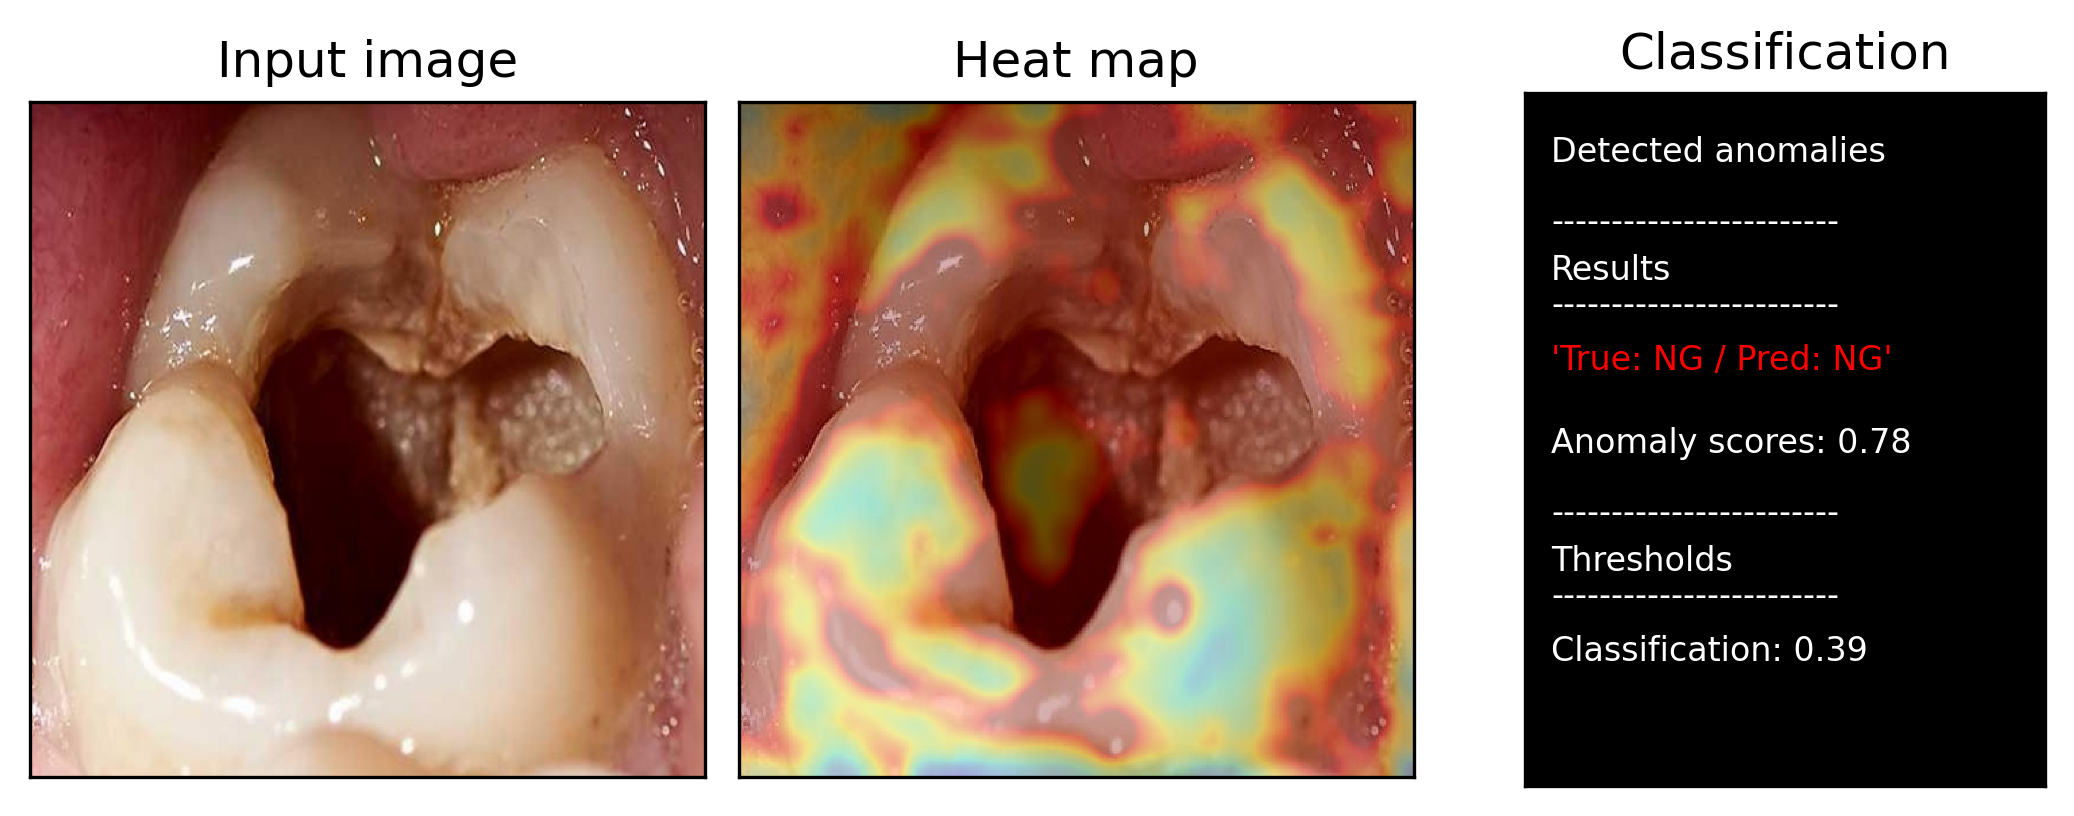 Input image
Heat map
Classification
Detected anomalies
------------------------
Results
------------------------
'True: NG / Pred: NG'
Anomaly scores: 0.78
------------------------
Thresholds
------------------------
Classification: 0.39